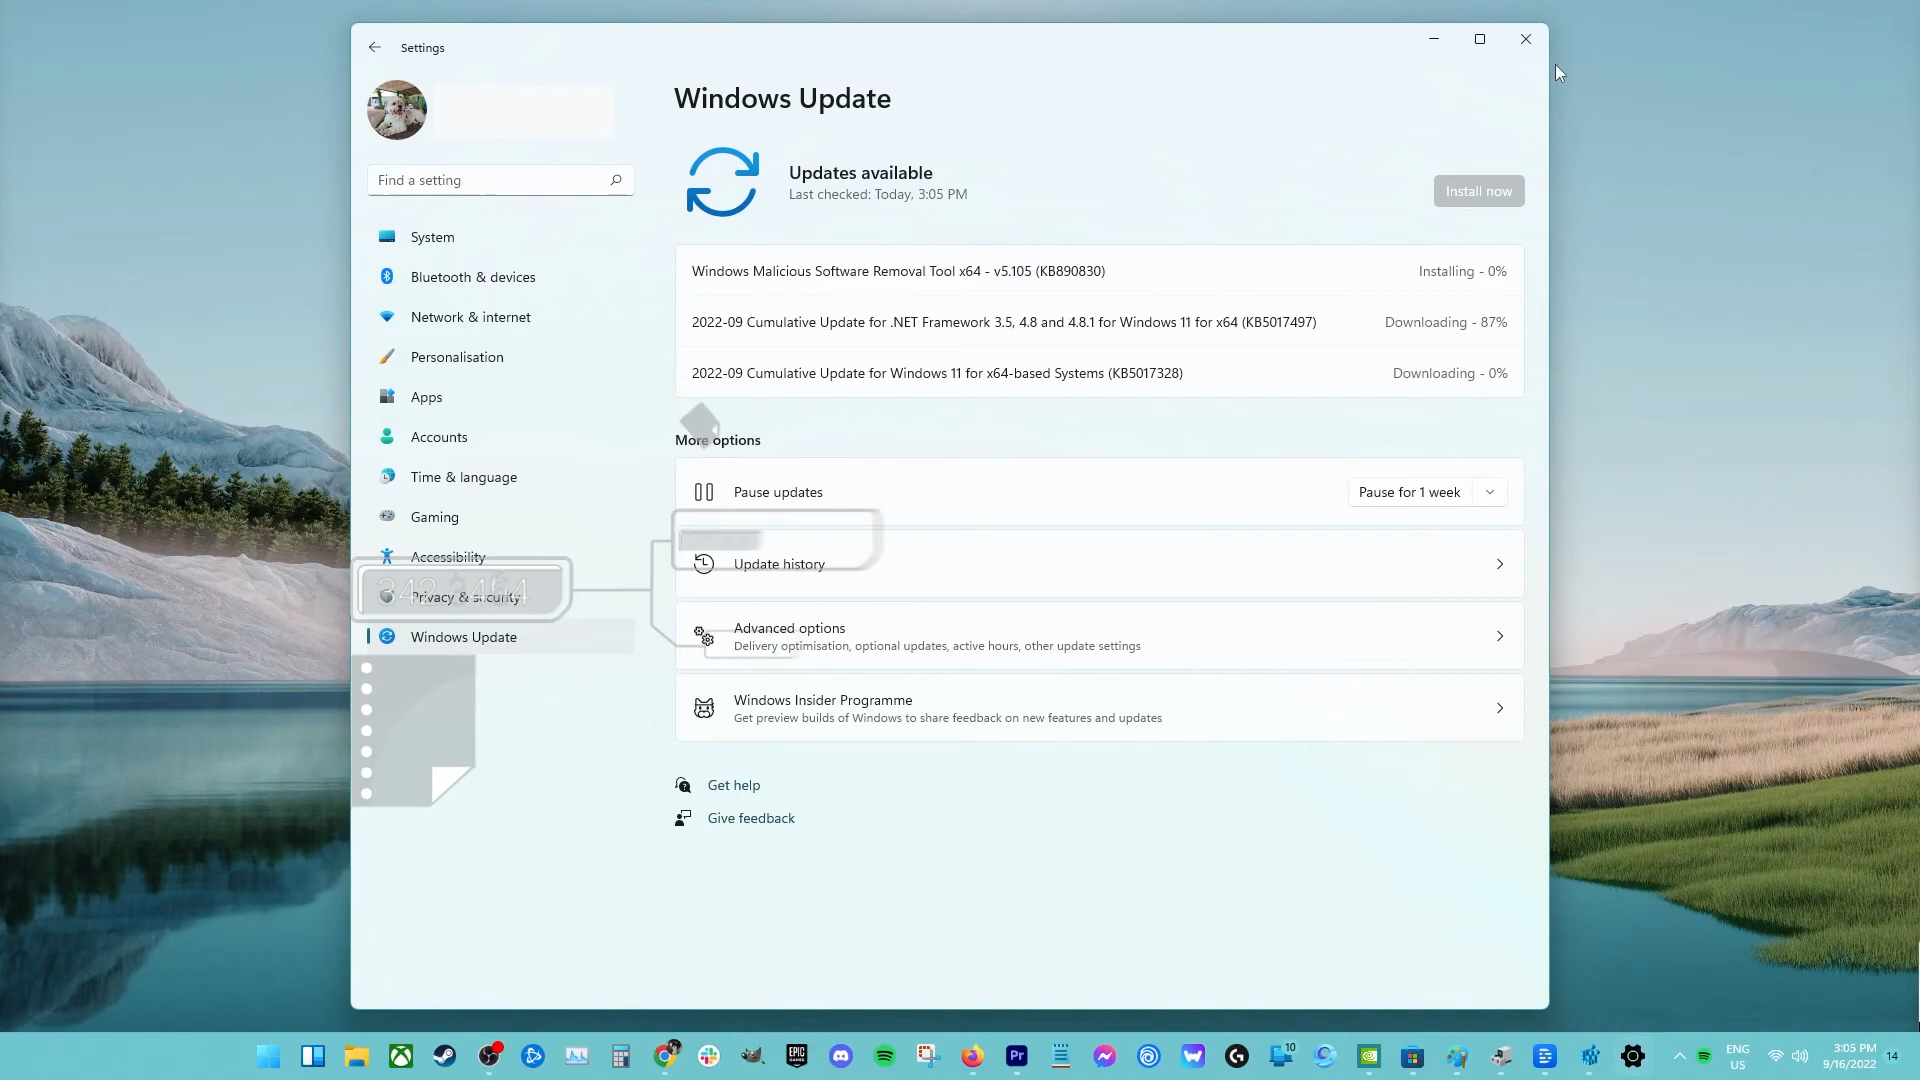 Settings
Windows Update
Updates available
Last checked: Today, 3:05 PM
Install now
Find a setting
System
Bluetooth & devices
Network & internet
Personalisation
Apps
Accounts
Time & language
Gaming
Accessibility
Privacy & security
Windows Update
Windows Malicious Software Removal Tool x64 - v5.105 (KB890830)
Installing - 0%
2022-09 Cumulative Update for .NET Framework 3.5, 4.8 and 4.8.1 for Windows 11 for x64 (KB5017497)
Downloading - 87%
2022-09 Cumulative Update for Windows 11 for x64-based Systems (KB5017328)
Downloading - 0%
More options
Pause updates
Pause for 1 week
Update history
Advanced options
Delivery optimisation, optional updates, active hours, other update settings
Windows Insider Programme
Get preview builds of Windows to share feedback on new features and updates
Get help
Give feedback
EPIC
GAMES
Pr
10
ENG
US
3:05 PM
9/16/2022
14